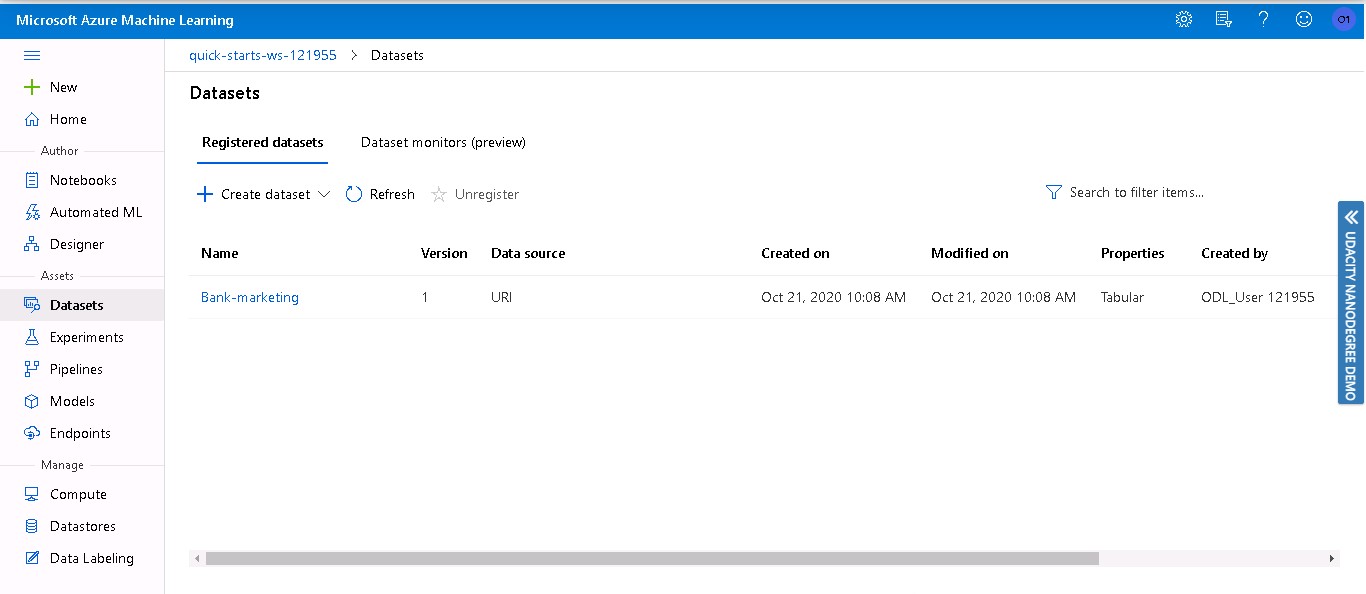 Microsoft Azure Machine Learning
O1
quick-starts-ws-121955 > Datasets
New
Home
Author
Notebooks
Automated ML
Designer
Assets
Datasets
Experiments
Pipelines
Models
Endpoints
Manage
Compute
Datastores
Data Labeling
Datasets
Registered datasets Dataset monitors (preview)
Create dataset Refresh Unregister Search to filter items...
Name Version Data source Created on Modified on Properties Created by
Bank-marketing 1 URI Oct 21, 2020 10:08 AM Oct 21, 2020 10:08 AM Tabular ODL_User 121955
UDACITY NANODEGREE DEMO